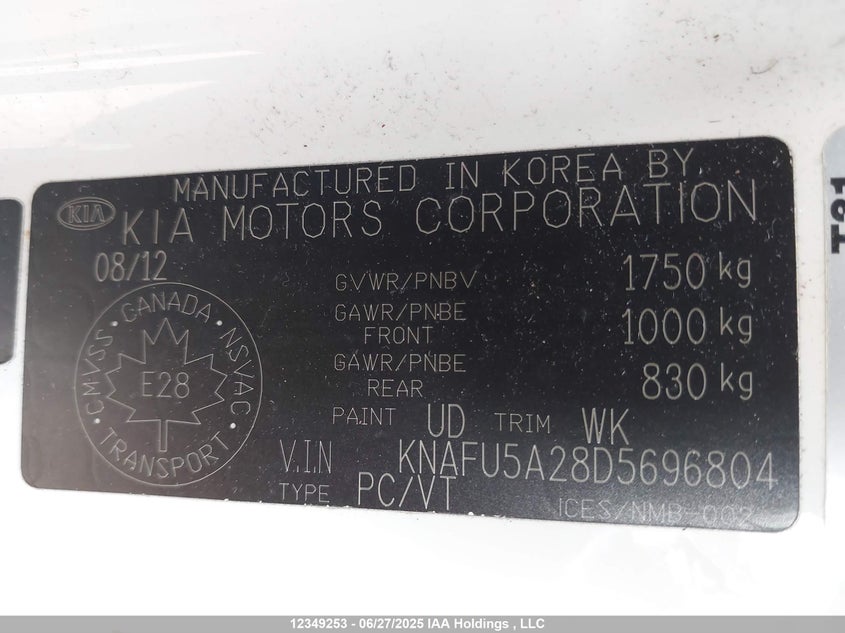 MANUFACTURED IN KOREA BY
KIA
KIA MOTORS CORPORATION
08/12
GVWR/PNBV 1750 kg
GAWR/PNBE FRONT 1000 kg
GAWR/PNBE REAR 830 kg
CANADA · NSVAC · TRANSPORT · CMVSS ·
E28
PAINT UD TRIM WK
V.I.N KNAFU5A28D5696804
TYPE PC/VT
ICES/NMB-002
T21
12349253 - 06/27/2025 IAA Holdings , LLC